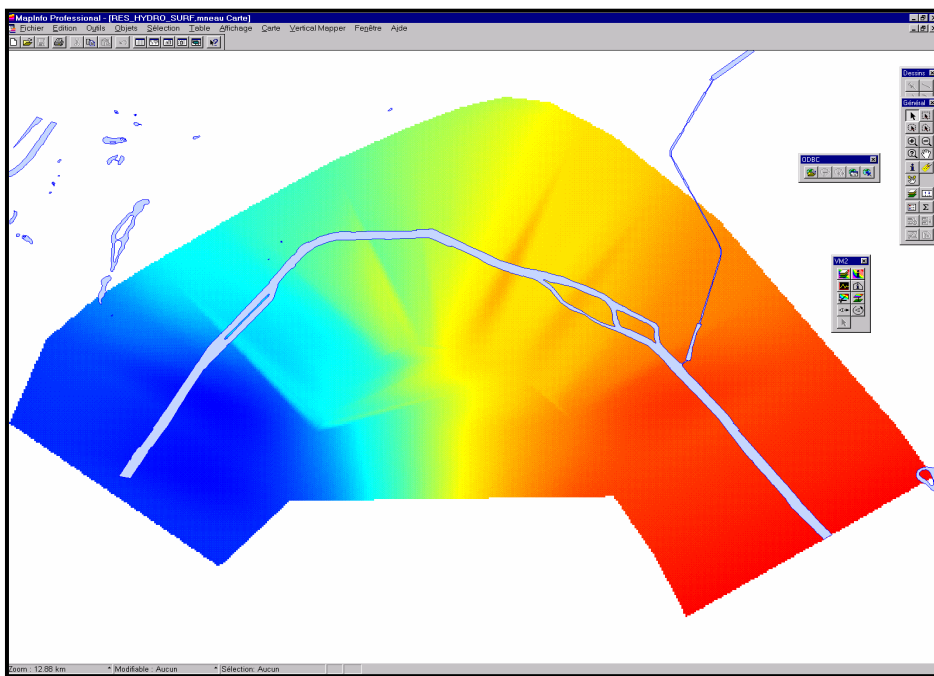 MapInfo Professional - [RES_HYDRO_SURF,mneau Carte]
Fichier Edition Outils Objets Sélection Table Affichage Carte Vertical Mapper Fenêtre Aide
Dessins
Général
ODBC
VM2
Zoom : 12.88 km * Modifiable : Aucun * Sélection: Aucun